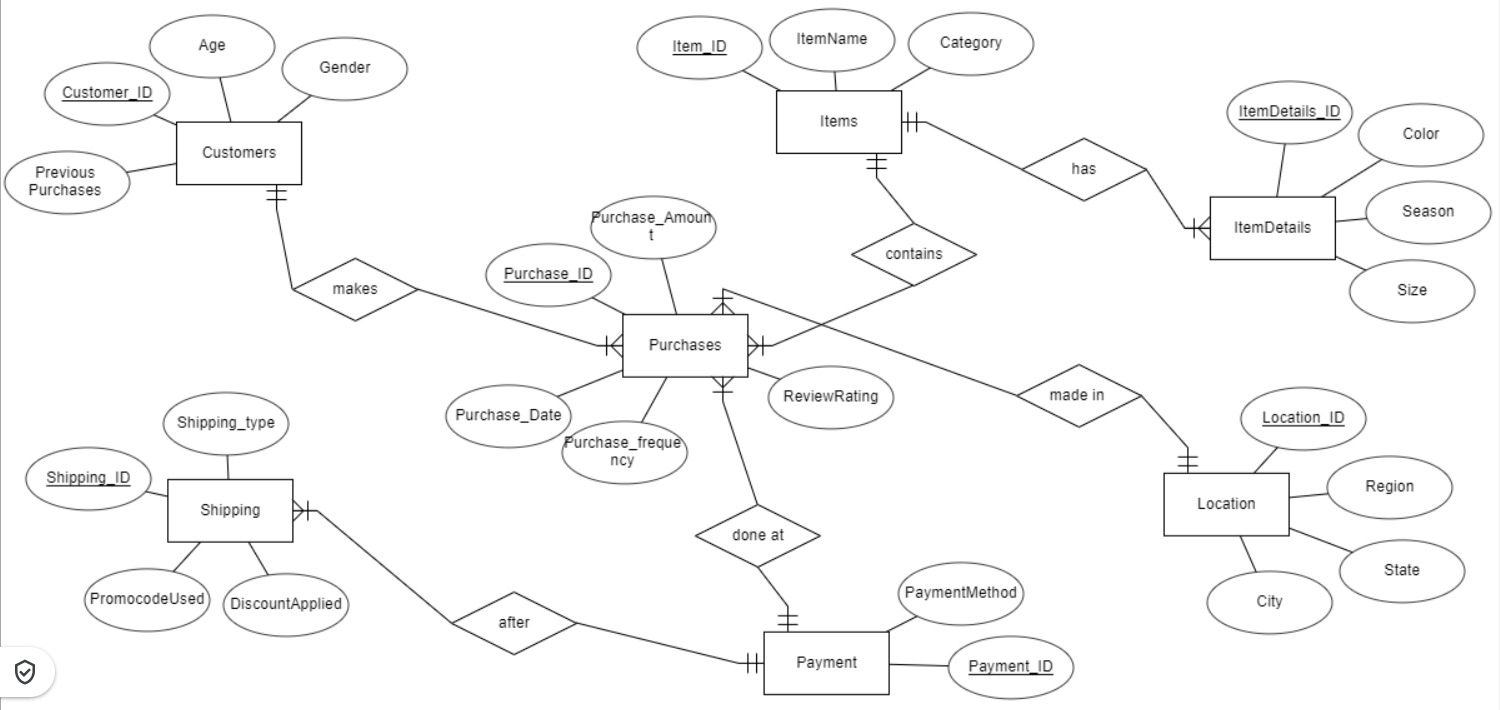 Age
Gender
Customer_ID
Customers
Previous
Purchases
makes
Item_ID
ItemName
Category
Items
has
ItemDetails_ID
Color
Season
ItemDetails
Size
contains
Purchase_Amoun
t
Purchase_ID
Purchases
Purchase_Date
Purchase_freque
ncy
ReviewRating
made in
Location_ID
Region
Location
State
City
Shipping_type
Shipping_ID
Shipping
PromocodeUsed
DiscountApplied
after
done at
PaymentMethod
Payment
Payment_ID